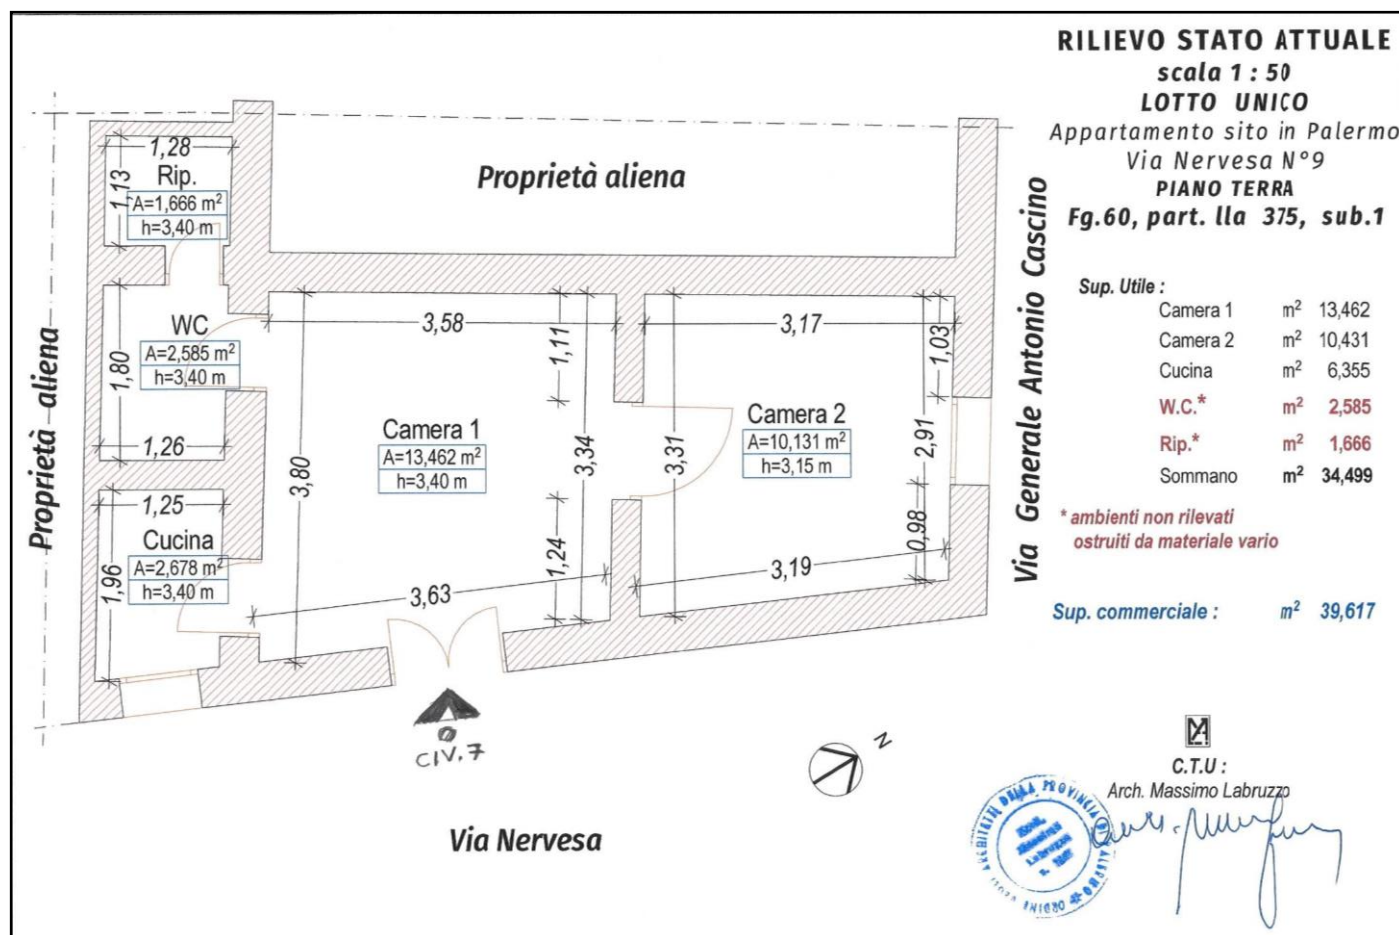 RILIEVO STATO ATTUALE
scala 1 : 50
LOTTO UNICO
Appartamento sito in Palermo
Via Nervesa N°9
PIANO TERRA
Fg.60, part. lla 375, sub.1
Sup. Utile :
Camera 1 m² 13,462
Camera 2 m² 10,431
Cucina m² 6,355
W.C.* m² 2,585
Rip.* m² 1,666
Sommano m² 34,499
* ambienti non rilevati
ostruiti da materiale vario
Sup. commerciale : m² 39,617
C.T.U :
Arch. Massimo Labruzzo
Proprietà aliena
Proprietà aliena
Via Generale Antonio Cascino
Via Nervesa
CIV. 7
N
1,28
1,13
Rip.
A=1,666 m²
h=3,40 m
WC
A=2,585 m²
h=3,40 m
1,80
1,26
1,25
Cucina
A=2,678 m²
h=3,40 m
1,96
3,58
1,11
3,80
Camera 1
A=13,462 m²
h=3,40 m
3,34
1,24
3,63
3,17
1,03
3,31
Camera 2
A=10,131 m²
h=3,15 m
2,91
0,98
3,19
ORDINE DEGLI ARCHITETTI DELLA PROVINCIA DI PALERMO